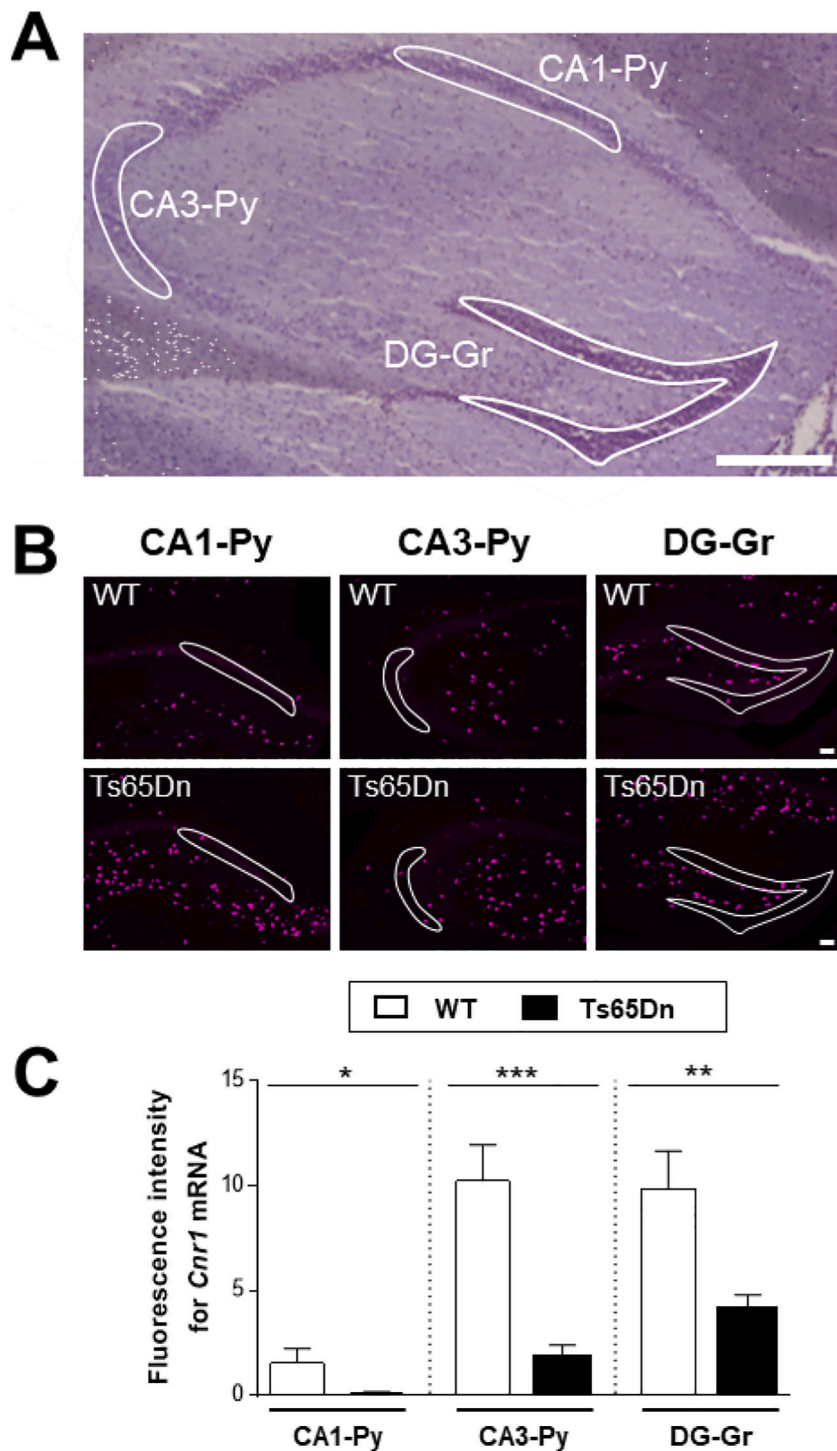 A
CA1-Py
CA3-Py
DG-Gr
B
CA1-Py CA3-Py DG-Gr
WT WT WT
Ts65Dn Ts65Dn Ts65Dn
WT Ts65Dn
C
Fluorescence intensity
for Cnr1 mRNA
15
10
5
0
* *** **
CA1-Py CA3-Py DG-Gr